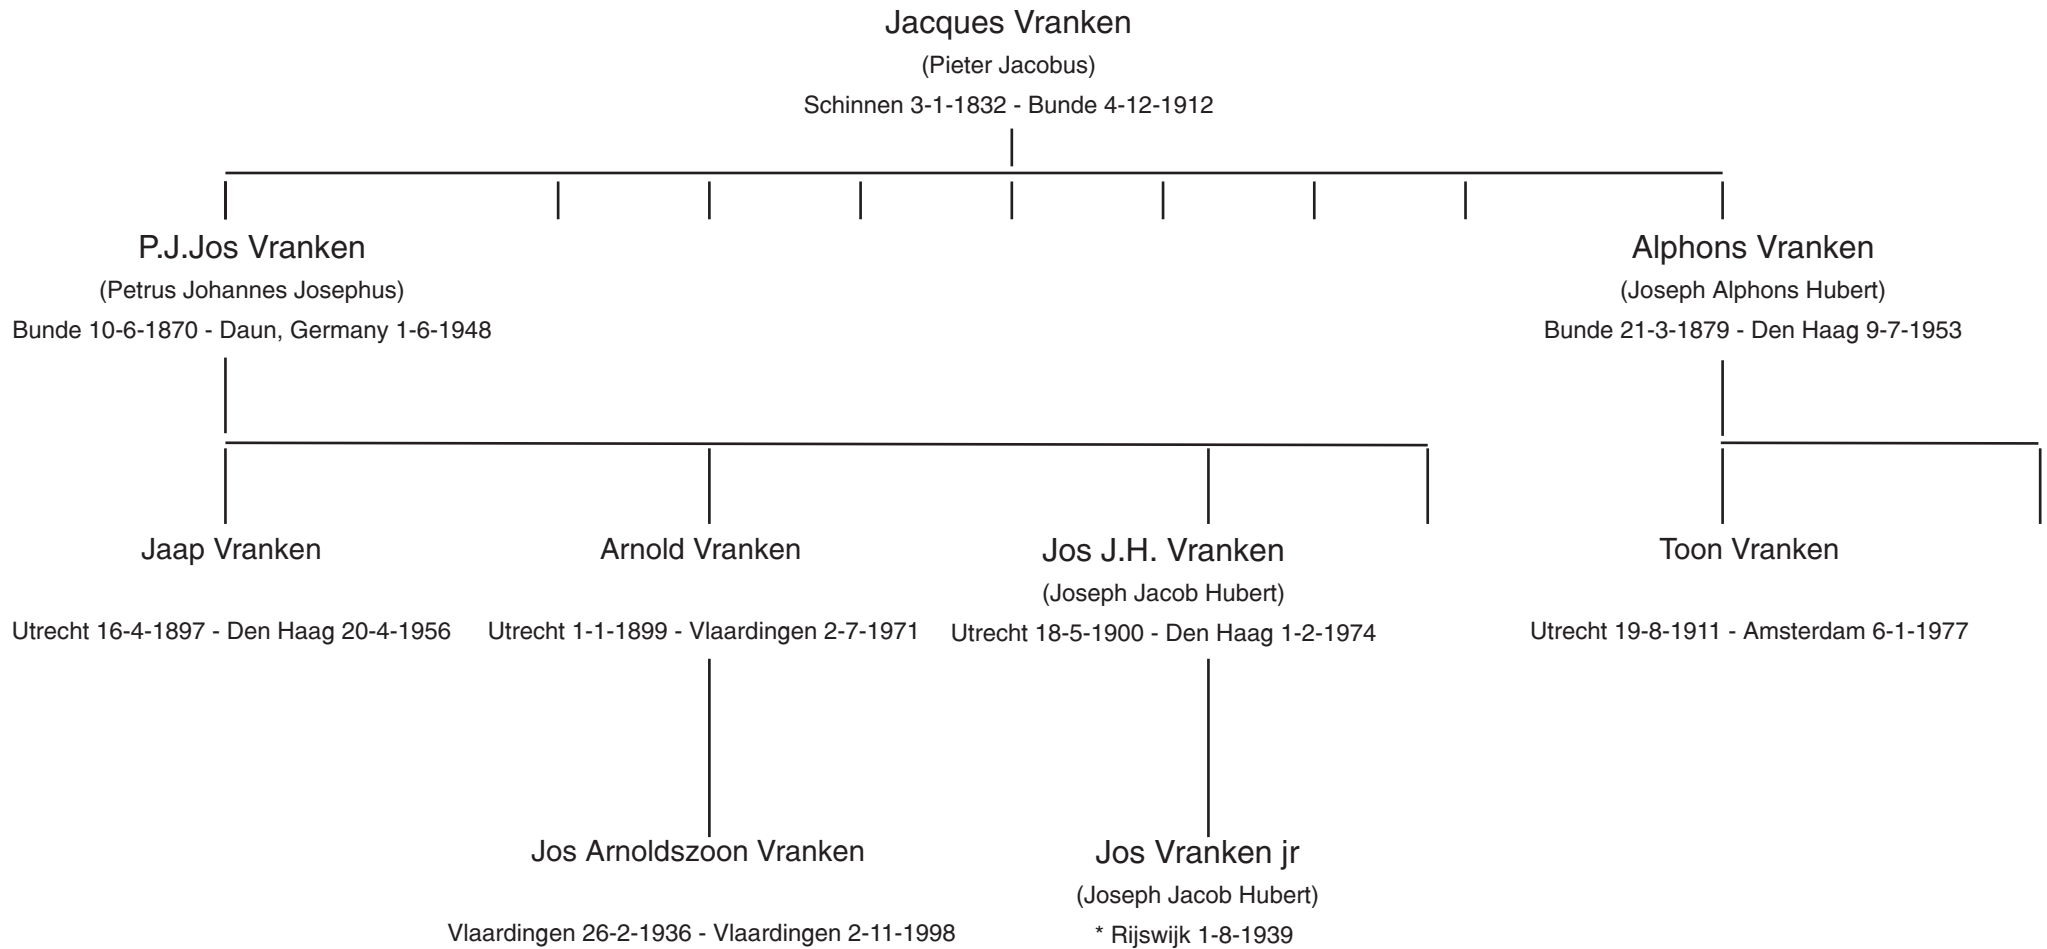 Jacques Vranken
(Pieter Jacobus)
Schinnen 3-1-1832 - Bunde 4-12-1912
P.J.Jos Vranken
(Petrus Johannes Josephus)
Bunde 10-6-1870 - Daun, Germany 1-6-1948
Alphons Vranken
(Joseph Alphons Hubert)
Bunde 21-3-1879 - Den Haag 9-7-1953
Jaap Vranken
Utrecht 16-4-1897 - Den Haag 20-4-1956
Arnold Vranken
Utrecht 1-1-1899 - Vlaardingen 2-7-1971
Jos J.H. Vranken
(Joseph Jacob Hubert)
Utrecht 18-5-1900 - Den Haag 1-2-1974
Toon Vranken
Utrecht 19-8-1911 - Amsterdam 6-1-1977
Jos Arnoldszoon Vranken
Vlaardingen 26-2-1936 - Vlaardingen 2-11-1998
Jos Vranken jr
(Joseph Jacob Hubert)
* Rijswijk 1-8-1939